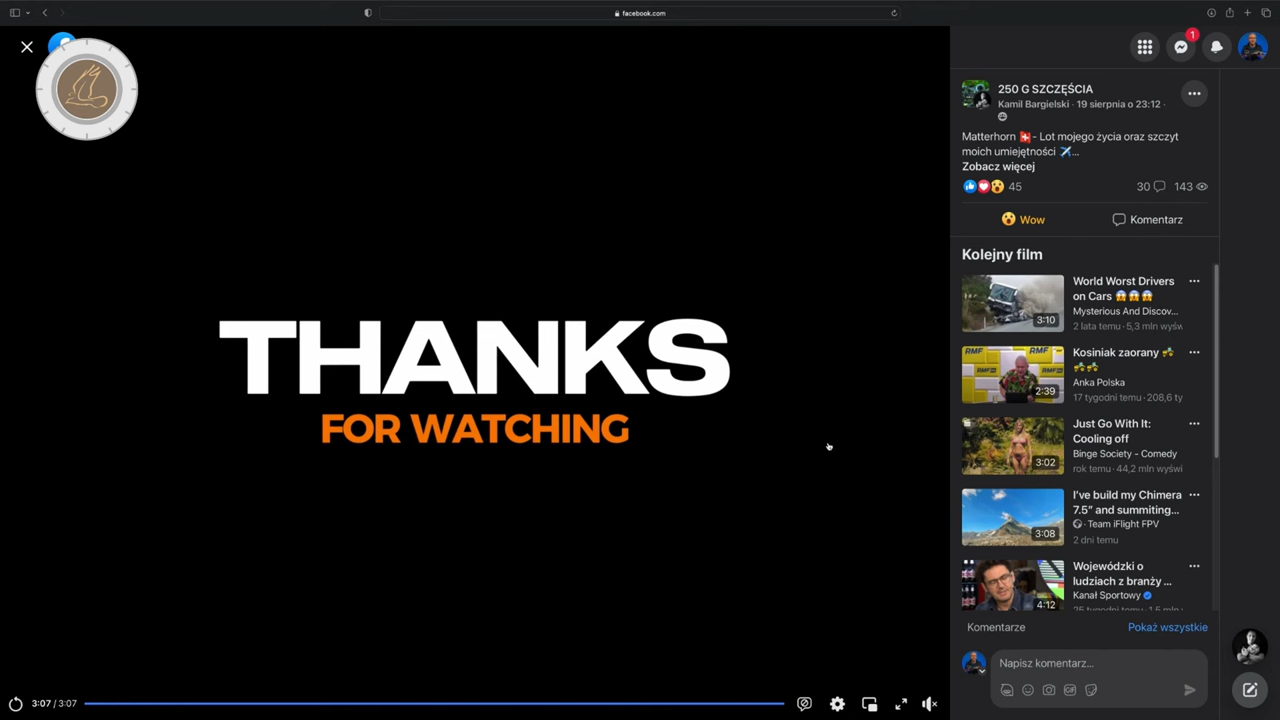 facebook.com
THANKS
FOR WATCHING
3:07 / 3:07
1
250 G SZCZĘŚCIA
Kamil Bargielski · 19 sierpnia o 23:12 ·
Matterhorn 🇨🇭- Lot mojego życia oraz szczyt
moich umiejętności ✈️...
Zobacz więcej
45
30
143
Wow
Komentarz
Kolejny film
3:10
World Worst Drivers
on Cars 😱😱😱
Mysterious And Discov...
2 lata temu · 5,3 mln wyśw
RMF
RMF
2:39
Kosiniak zaorany
Anka Polska
17 tygodni temu · 208,6 ty
3:02
Just Go With It:
Cooling off
Binge Society - Comedy
rok temu · 44,2 mln wyświ
3:08
I've build my Chimera
7.5" and summiting...
· Team iFlight FPV
2 dni temu
4:12
Wojewódzki o
ludziach z branży ...
Kanał Sportowy
Komentarze
Pokaż wszystkie
Napisz komentarz...
GIF